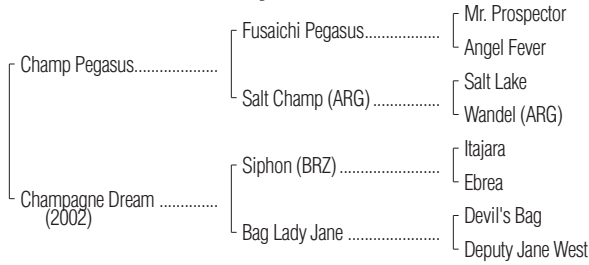 Mr. Prospector
Fusaichi Pegasus..................
Angel Fever
Champ Pegasus....................
Salt Lake
Salt Champ (ARG) ................
Wandel (ARG)
Itajara
Siphon (BRZ) ........................
Ebrea
Champagne Dream ..............
(2002)
Devil's Bag
Bag Lady Jane ......................
Deputy Jane West